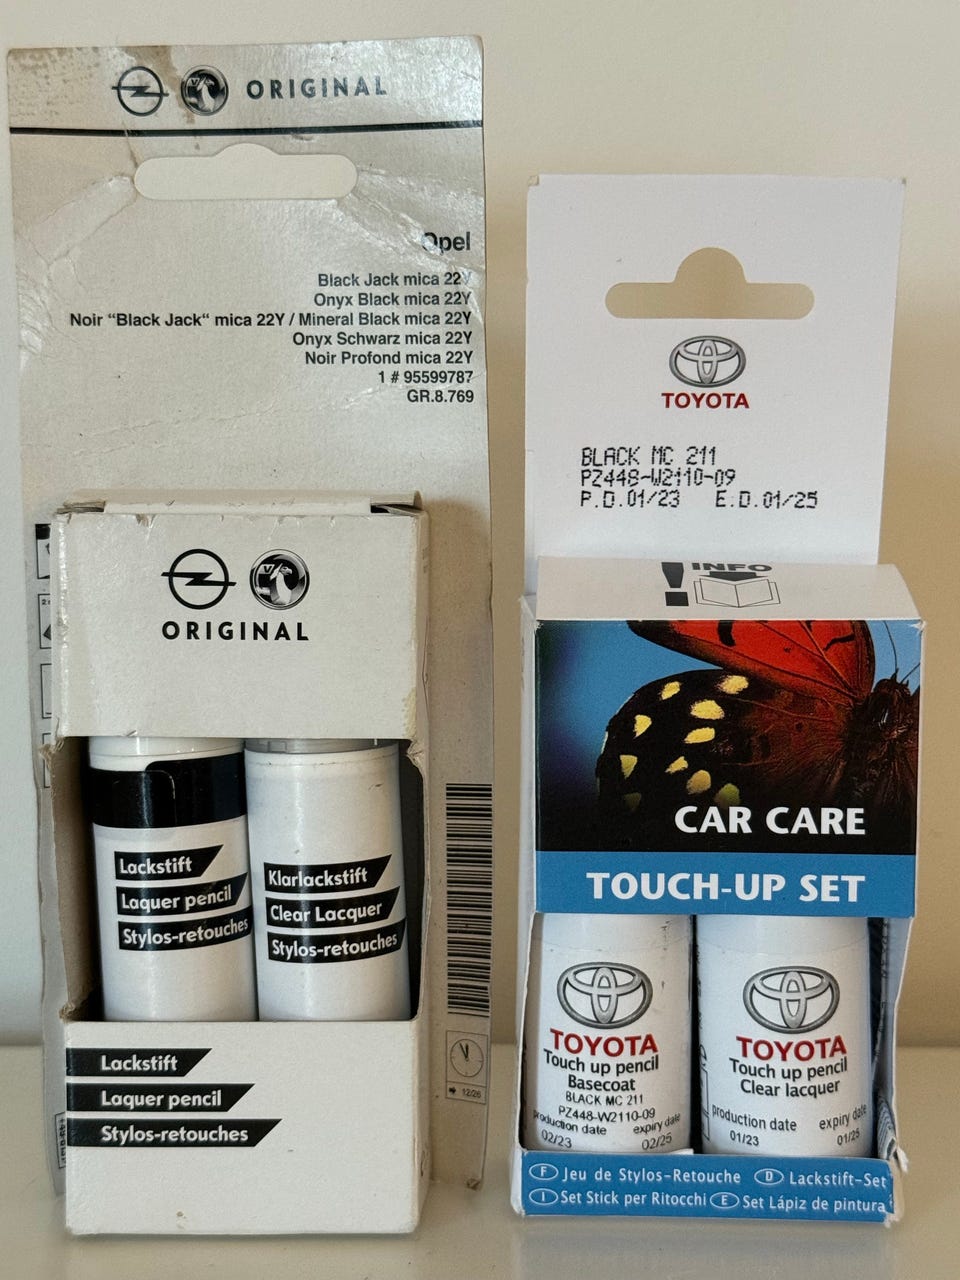 ORIGINAL
Opel
Black Jack mica 22Y
Onyx Black mica 22Y
Noir “Black Jack“ mica 22Y / Mineral Black mica 22Y
Onyx Schwarz mica 22Y
Noir Profond mica 22Y
1 # 95599787
GR.8.769
ORIGINAL
Lackstift
Laquer pencil
Stylos-retouches
Klarlackstift
Clear Lacquer
Stylos-retouches
12/26
Lackstift
Laquer pencil
Stylos-retouches
TOYOTA
BLACK MC 211
PZ448-W2110-09
P.D.01/23 E.D.01/25
INFO
CAR CARE
TOUCH-UP SET
TOYOTA
Touch up pencil
Basecoat
BLACK MC 211
PZ448-W2110-09
production date expiry date
02/23 02/25
TOYOTA
Touch up pencil
Clear lacquer
production date expiry date
01/23 01/25
F Jeu de Stylos-Retouche D Lackstift-Set
I Set Stick per Ritocchi E Set Lápiz de pintura